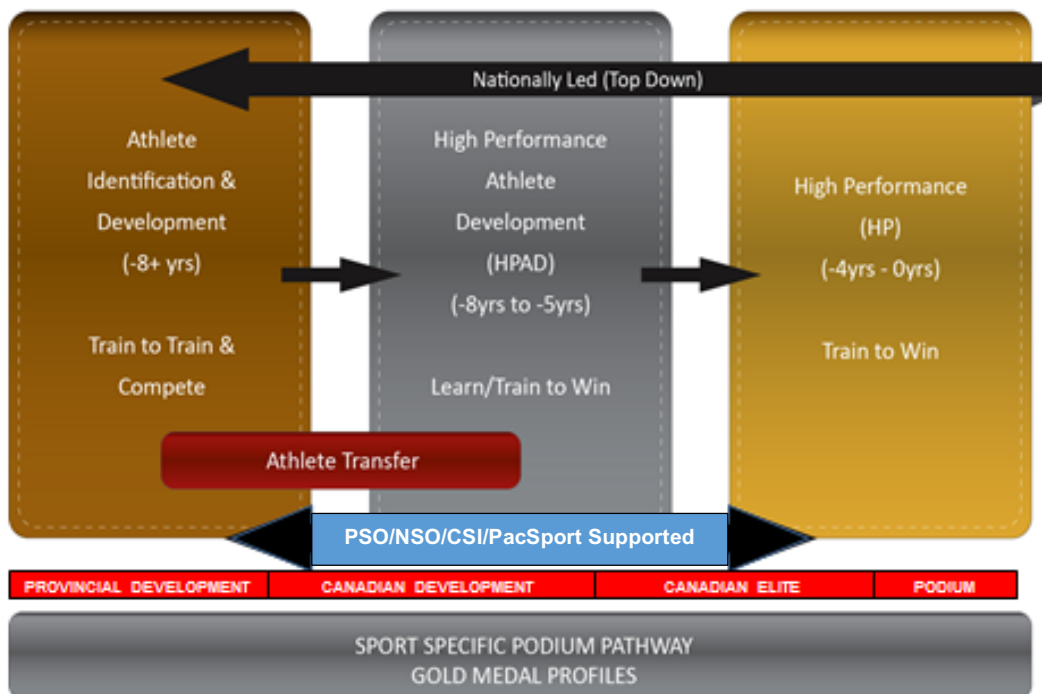 Nationally Led (Top Down)
Athlete
Identification &
Development
(-8+ yrs)
Train to Train &
Compete
High Performance
Athlete
Development
(HPAD)
(-8yrs to -5yrs)
Learn/Train to Win
High Performance
(HP)
(-4yrs - 0yrs)
Train to Win
Athlete Transfer
PSO/NSO/CSI/PacSport Supported
PROVINCIAL DEVELOPMENT
CANADIAN DEVELOPMENT
CANADIAN ELITE
PODIUM
SPORT SPECIFIC PODIUM PATHWAY
GOLD MEDAL PROFILES